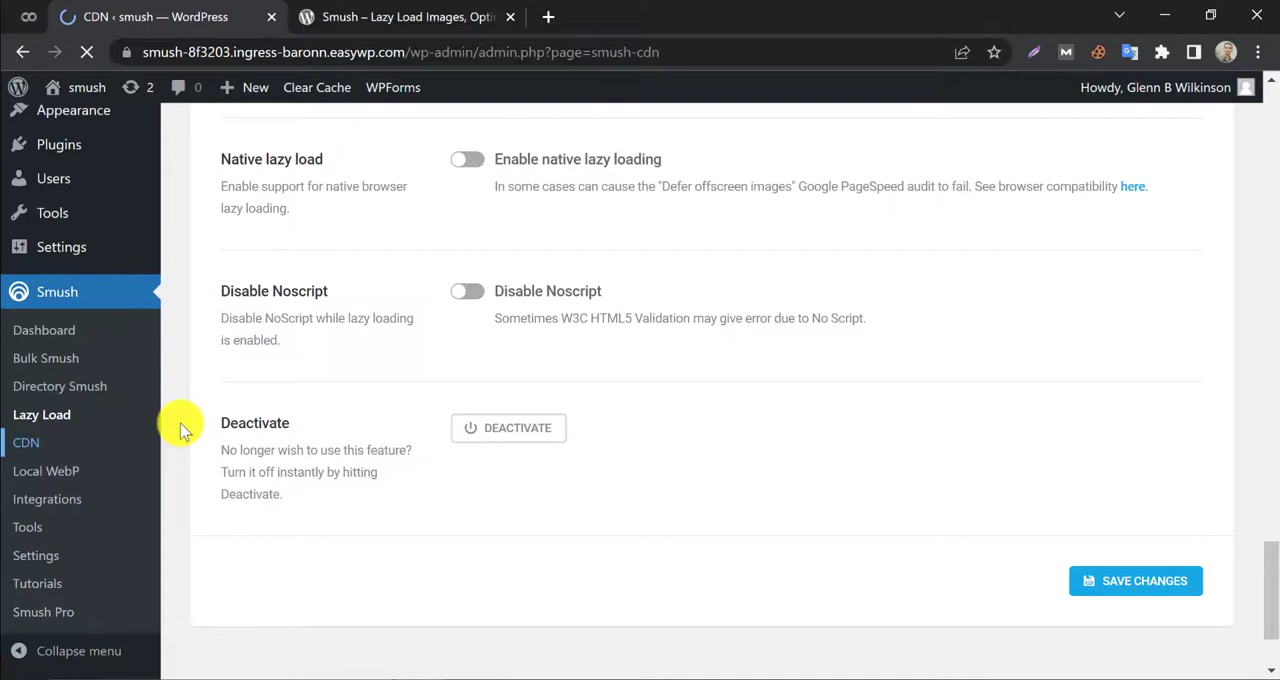 CDN ‹ smush — WordPress
Smush – Lazy Load Images, Opti
smush-8f3203.ingress-baronn.easywp.com/wp-admin/admin.php?page=smush-cdn
smush 2 0 New Clear Cache WPForms Howdy, Glenn B Wilkinson
Appearance
Plugins
Users
Tools
Settings
Smush
Dashboard
Bulk Smush
Directory Smush
Lazy Load
CDN
Local WebP
Integrations
Tools
Settings
Tutorials
Smush Pro
Collapse menu
Native lazy load
Enable support for native browser
lazy loading.
Enable native lazy loading
In some cases can cause the "Defer offscreen images" Google PageSpeed audit to fail. See browser compatibility here.
Disable Noscript
Disable NoScript while lazy loading
is enabled.
Disable Noscript
Sometimes W3C HTML5 Validation may give error due to No Script.
Deactivate
No longer wish to use this feature?
Turn it off instantly by hitting
Deactivate.
DEACTIVATE
SAVE CHANGES